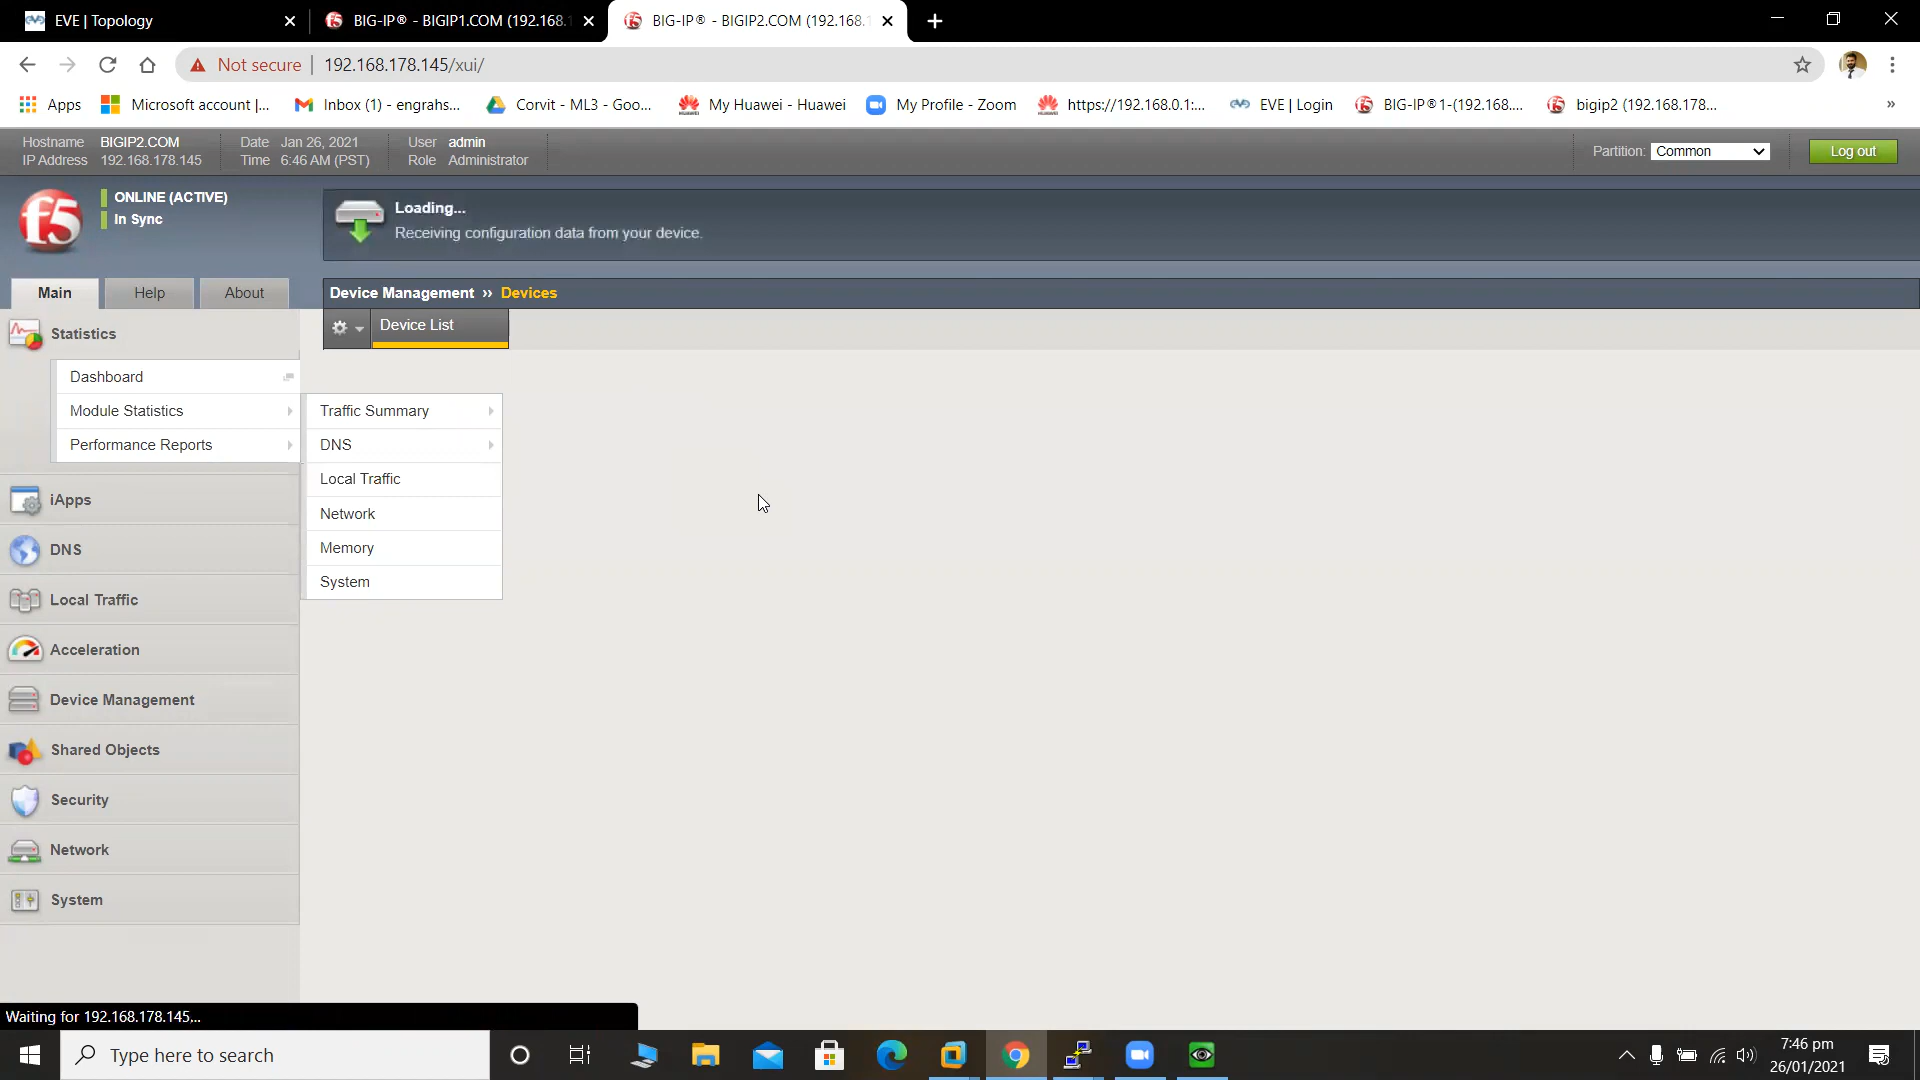 EVE | Topology
BIG-IP® - BIGIP1.COM (192.168.
BIG-IP® - BIGIP2.COM (192.168.1
Not secure | 192.168.178.145/xui/
Apps
Microsoft account |...
Inbox (1) - engrahs...
Corvit - ML3 - Goo...
My Huawei - Huawei
My Profile - Zoom
https://192.168.0.1:...
EVE | Login
BIG-IP®1-(192.168....
bigip2 (192.168.178...
»
Hostname BIGIP2.COM
IP Address 192.168.178.145
Date Jan 26, 2021
Time 6:46 AM (PST)
User admin
Role Administrator
Partition: Common
Log out
f5
ONLINE (ACTIVE)
In Sync
Loading...
Receiving configuration data from your device.
Main
Help
About
Device Management ›› Devices
Device List
Statistics
Dashboard
Module Statistics
Performance Reports
Traffic Summary
DNS
Local Traffic
Network
Memory
System
iApps
DNS
Local Traffic
Acceleration
Device Management
Shared Objects
Security
Network
System
Waiting for 192.168.178.145...
Type here to search
7:46 pm
26/01/2021